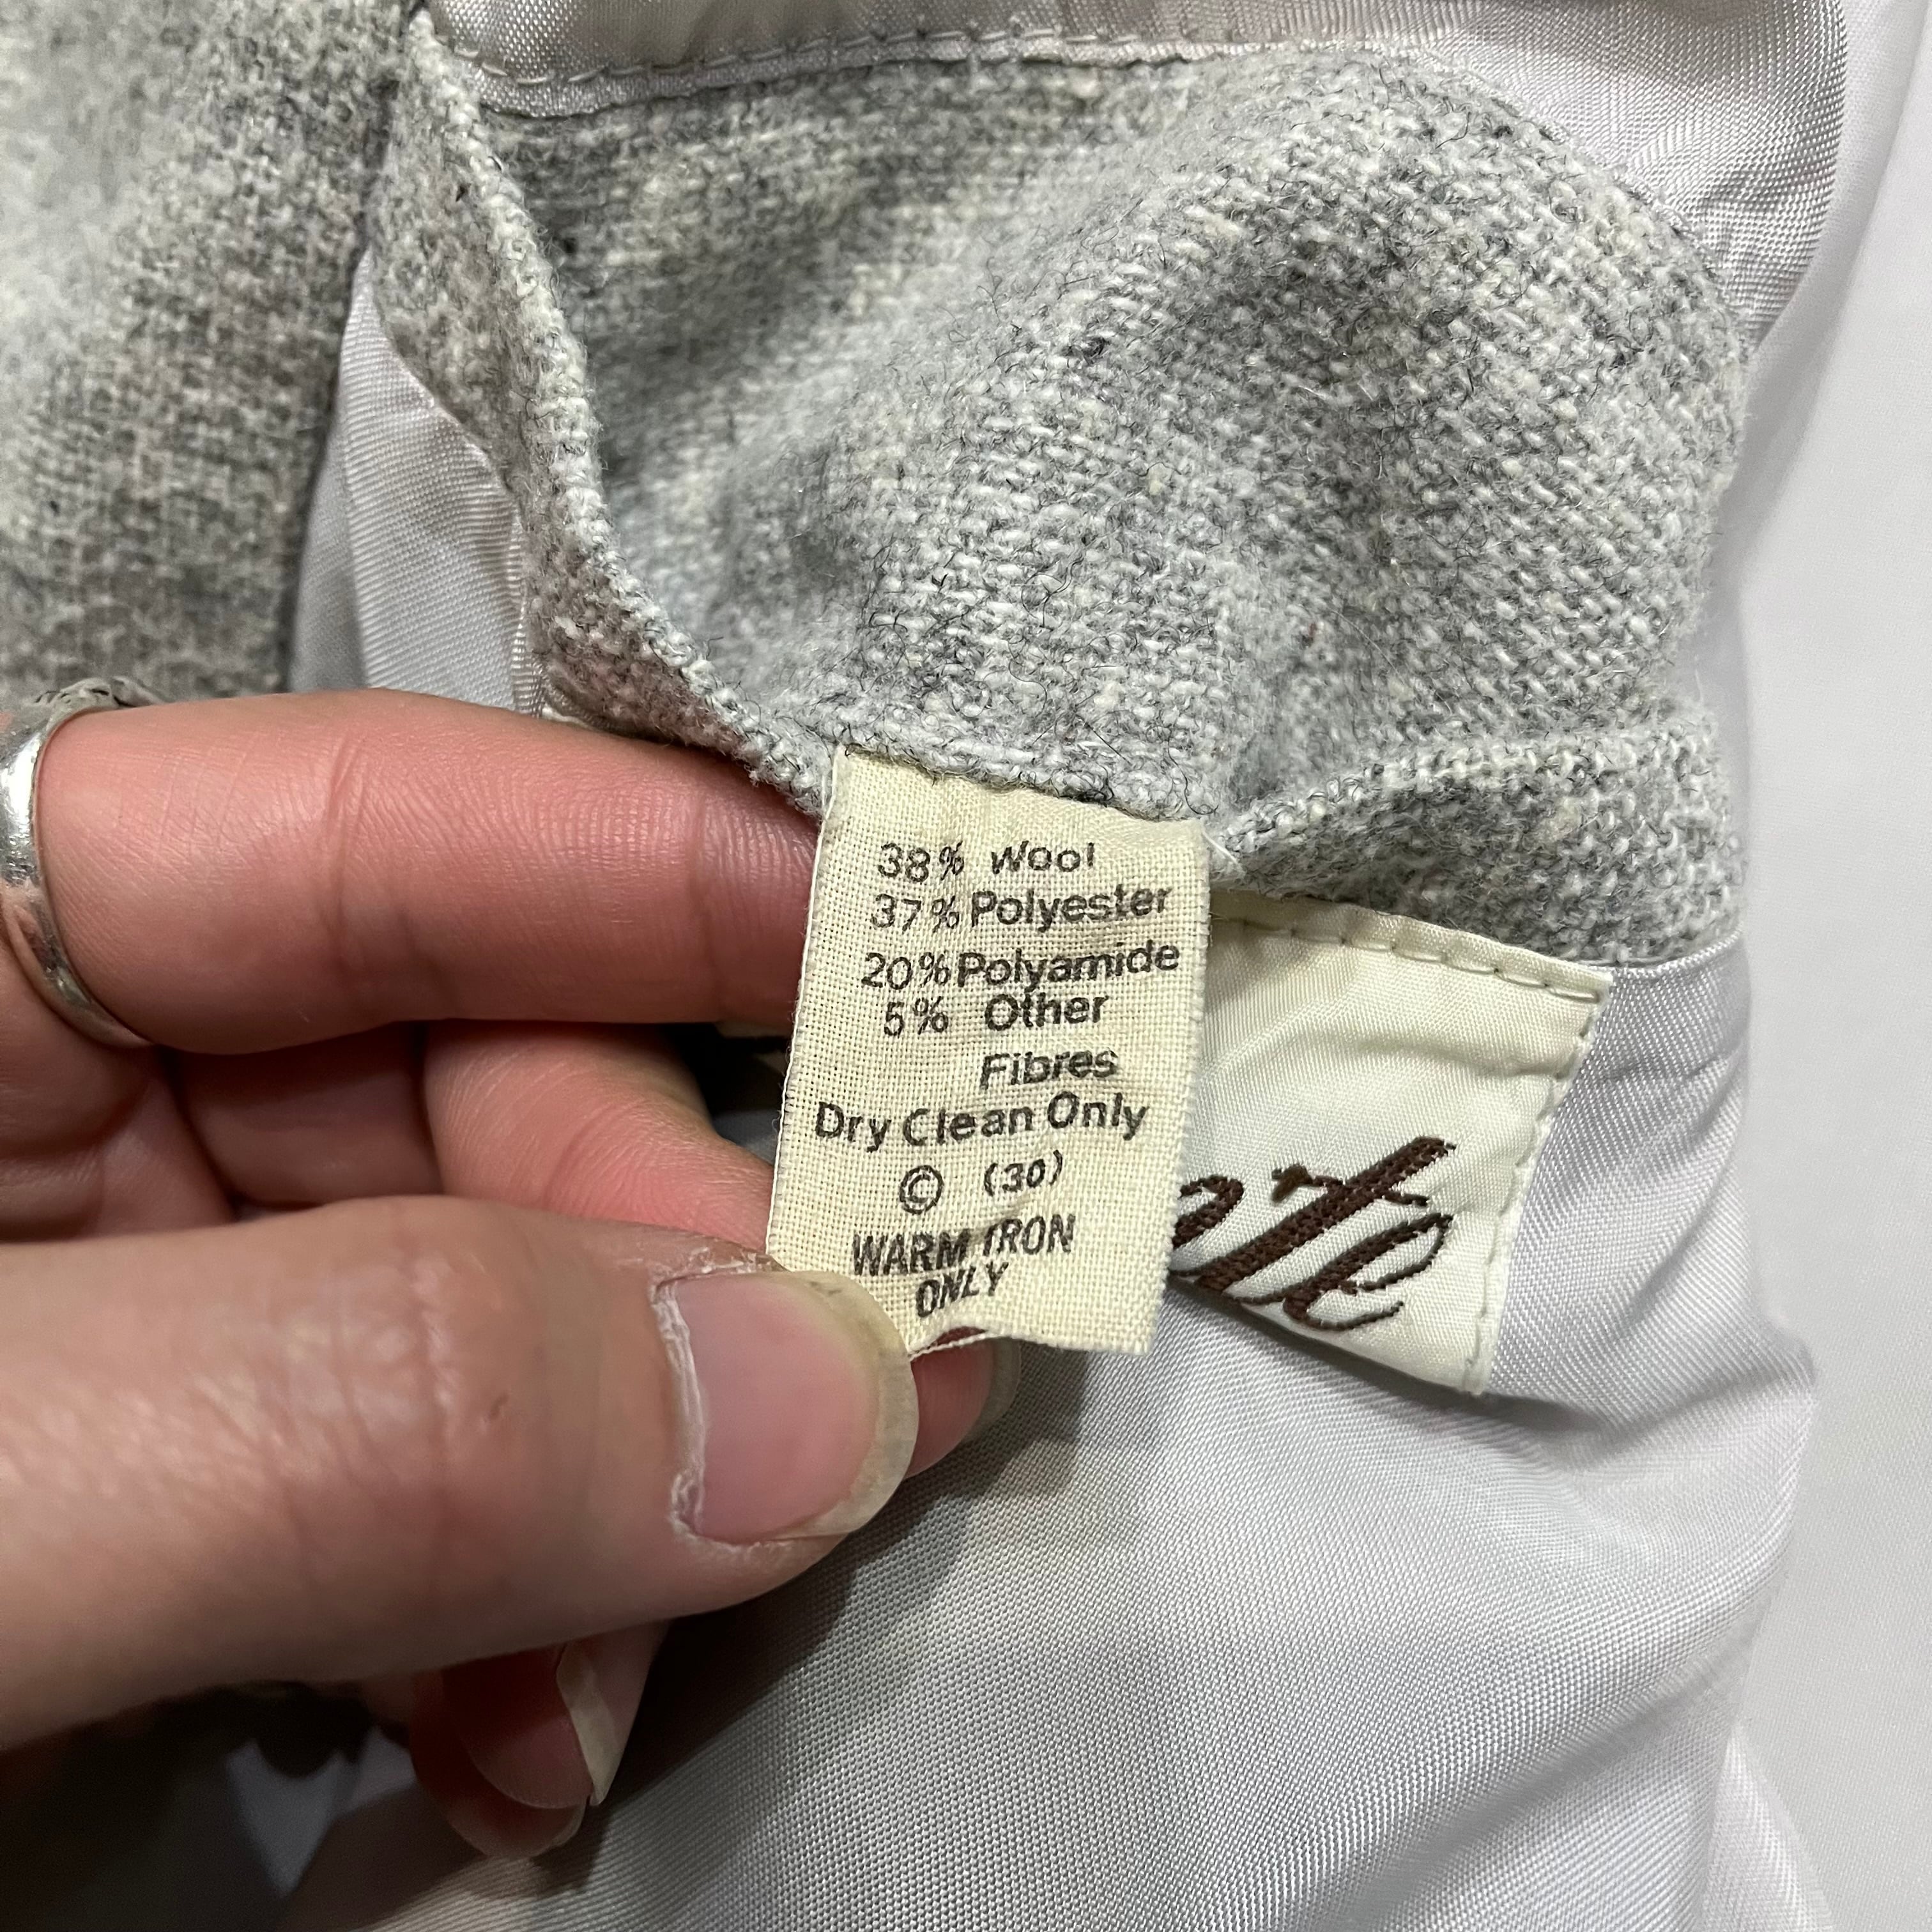 38% Wool
37% Polyester
20% Polyamide
5% Other
Fibres
Dry Clean Only
© (30)
WARM IRON
ONLY